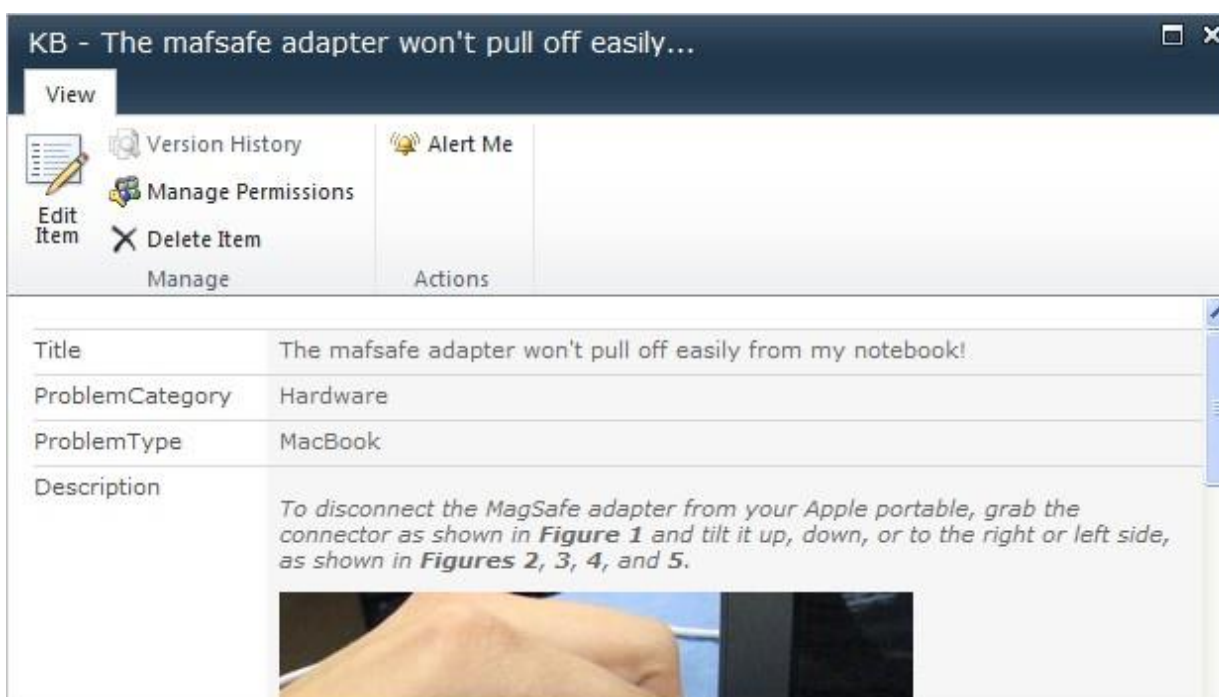 KB - The mafsafe adapter won't pull off easily...
View
Edit
Item
Version History
Manage Permissions
Delete Item
Manage
Alert Me
Actions
Title The mafsafe adapter won't pull off easily from my notebook!
ProblemCategory Hardware
ProblemType MacBook
Description
To disconnect the MagSafe adapter from your Apple portable, grab the
connector as shown in Figure 1 and tilt it up, down, or to the right or left side,
as shown in Figures 2, 3, 4, and 5.